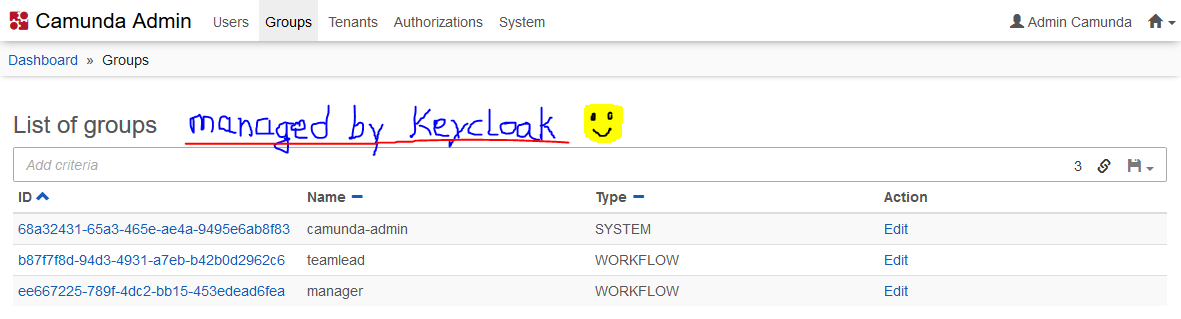 Camunda Admin Users Groups Tenants Authorizations System Admin Camunda
Dashboard » Groups
List of groups managed by Keycloak
Add criteria 3
ID Name Type Action
68a32431-65a3-465e-ae4a-9495e6ab8f83 camunda-admin SYSTEM Edit
b87f7f8d-94d3-4931-a7eb-b42b0d2962c6 teamlead WORKFLOW Edit
ee667225-789f-4dc2-bb15-453edead6fea manager WORKFLOW Edit